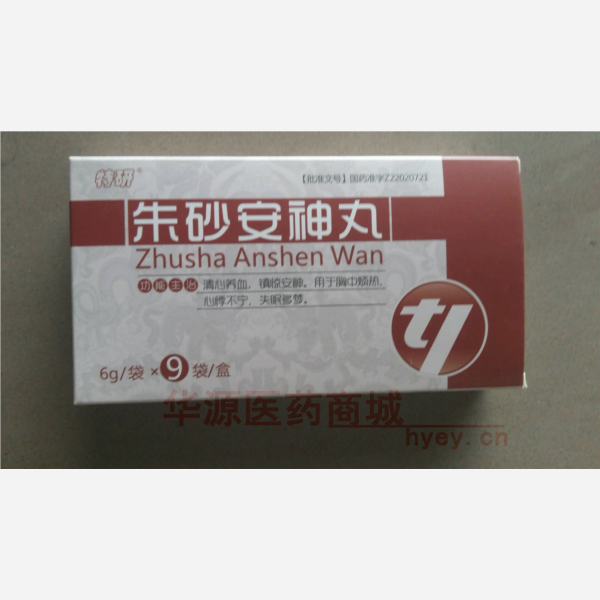 特研®
【批准文号】国药准字Z22020721
朱砂安神丸
Zhusha Anshen Wan
功能主治 清心养血，镇惊安神。用于胸中烦热，
心悸不宁，失眠多梦。
6g/袋×9袋/盒
ty
华源医药商城
hyey.cn